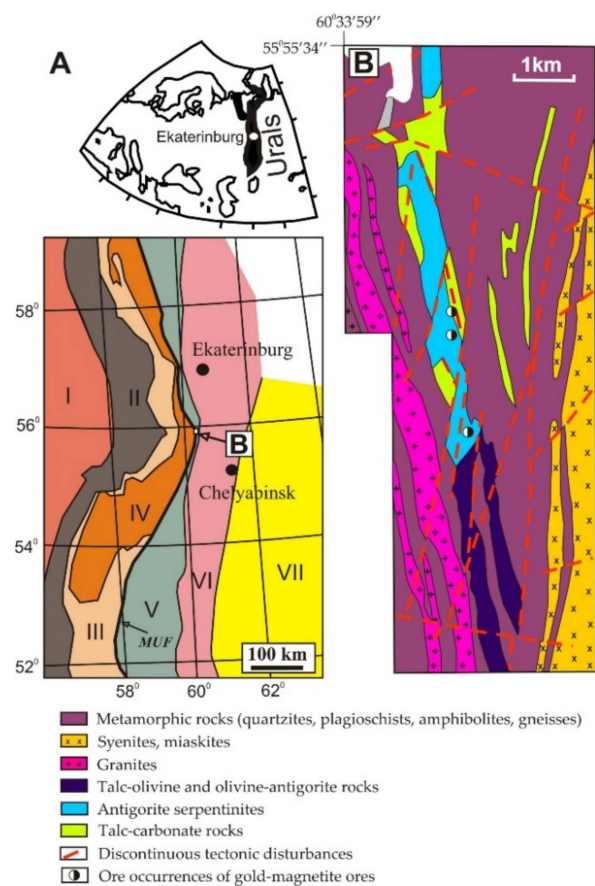 60°33'59"
55°55'34"
A
B
1km
Ekaterinburg
Urals
58°
56°
54°
52°
I
II
III
IV
V
VI
VII
Ekaterinburg
B
Chelyabinsk
MUF
100 km
58°
60°
62°
Metamorphic rocks (quartzites, plagioschists, amphibolites, gneisses)
Syenites, miaskites
Granites
Talc-olivine and olivine-antigorite rocks
Antigorite serpentinites
Talc-carbonate rocks
Discontinuous tectonic disturbances
Ore occurrences of gold-magnetite ores